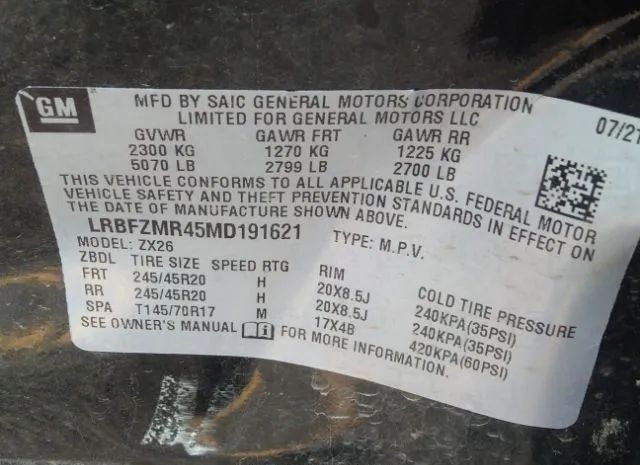 GM
MFD BY SAIC GENERAL MOTORS CORPORATION
LIMITED FOR GENERAL MOTORS LLC
07/21
GVWR GAWR FRT GAWR RR
2300 KG 1270 KG 1225 KG
5070 LB 2799 LB 2700 LB
THIS VEHICLE CONFORMS TO ALL APPLICABLE U.S. FEDERAL MOTOR
VEHICLE SAFETY AND THEFT PREVENTION STANDARDS IN EFFECT ON
THE DATE OF MANUFACTURE SHOWN ABOVE.
LRBFZMR45MD191621 TYPE: M.P.V.
MODEL: ZX26
ZBDL TIRE SIZE SPEED RTG RIM COLD TIRE PRESSURE
FRT 245/45R20 H 20X8.5J 240KPA(35PSI)
RR 245/45R20 H 20X8.5J 240KPA(35PSI)
SPA T145/70R17 M 17X4B 420KPA(60PSI)
SEE OWNER'S MANUAL FOR MORE INFORMATION.